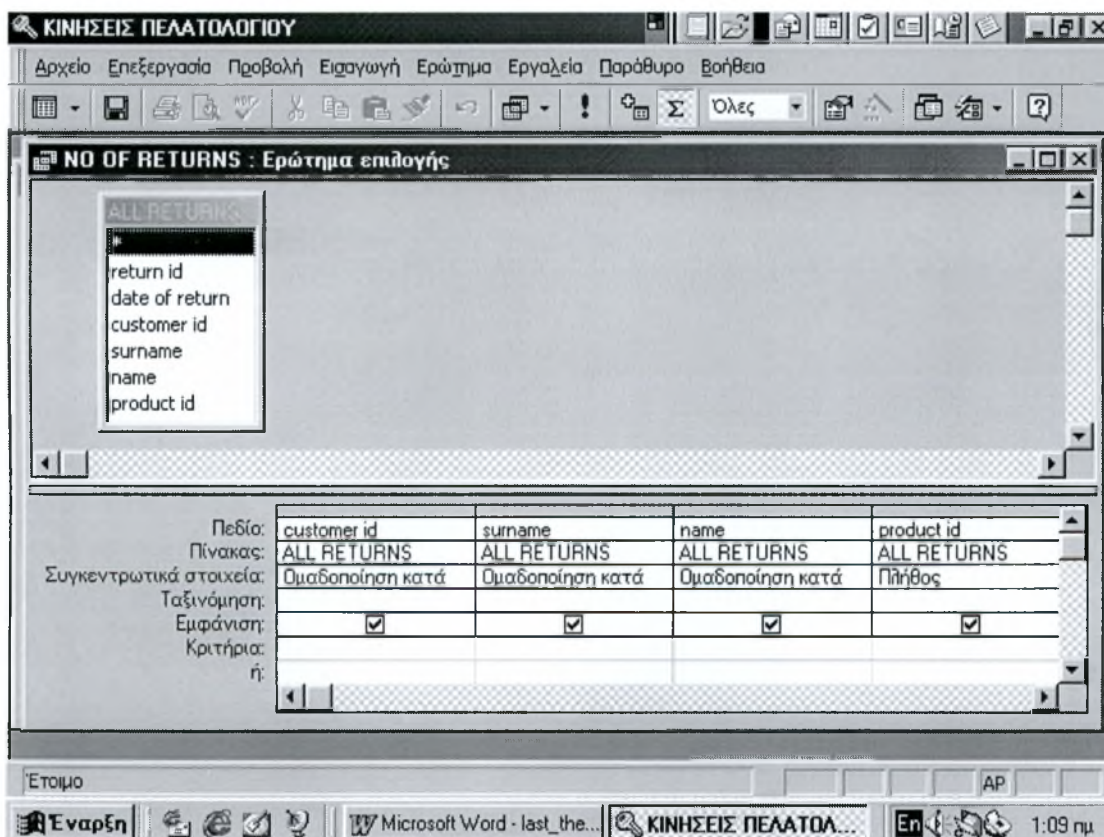 ΚΙΝΗΣΕΙΣ ΠΕΛΑΤΟΛΟΓΙΟΥ
Αρχείο Επεξεργασία Προβολή Εισαγωγή Ερώτημα Εργαλεία Παράθυρο Βοήθεια
Όλες
NO OF RETURNS : Ερώτημα επιλογής
ALL RETURNS
*
return id
date of return
customer id
surname
name
product id
Πεδίο: customer id surname name product id
Πίνακας: ALL RETURNS ALL RETURNS ALL RETURNS ALL RETURNS
Συγκεντρωτικά στοιχεία: Ομαδοποίηση κατά Ομαδοποίηση κατά Ομαδοποίηση κατά Πλήθος
Ταξινόμηση:
Εμφάνιση:
Κριτήρια:
ή:
Έτοιμο
AP
Έναρξη Microsoft Word - last_the... ΚΙΝΗΣΕΙΣ ΠΕΛΑΤΟΛ... En 1:09 πμ